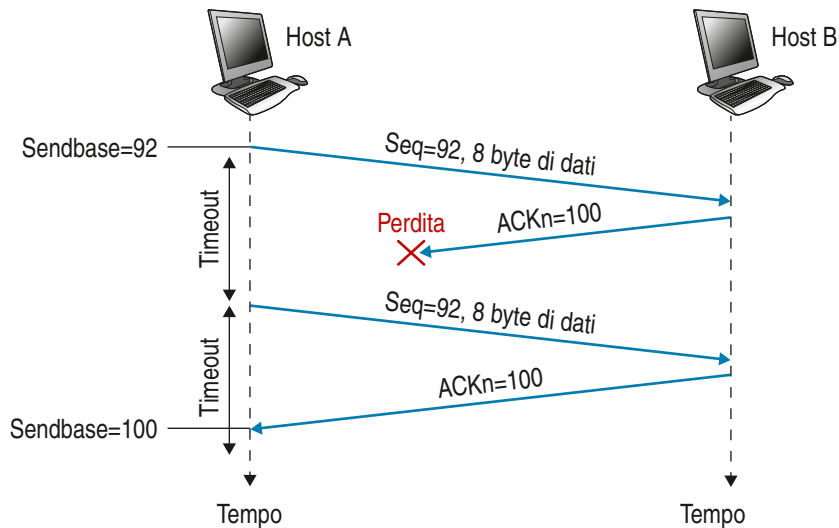 Host A
Host B
Sendbase=92
Seq=92, 8 byte di dati
ACKn=100
Perdita
Timeout
Seq=92, 8 byte di dati
ACKn=100
Timeout
Sendbase=100
Tempo
Tempo